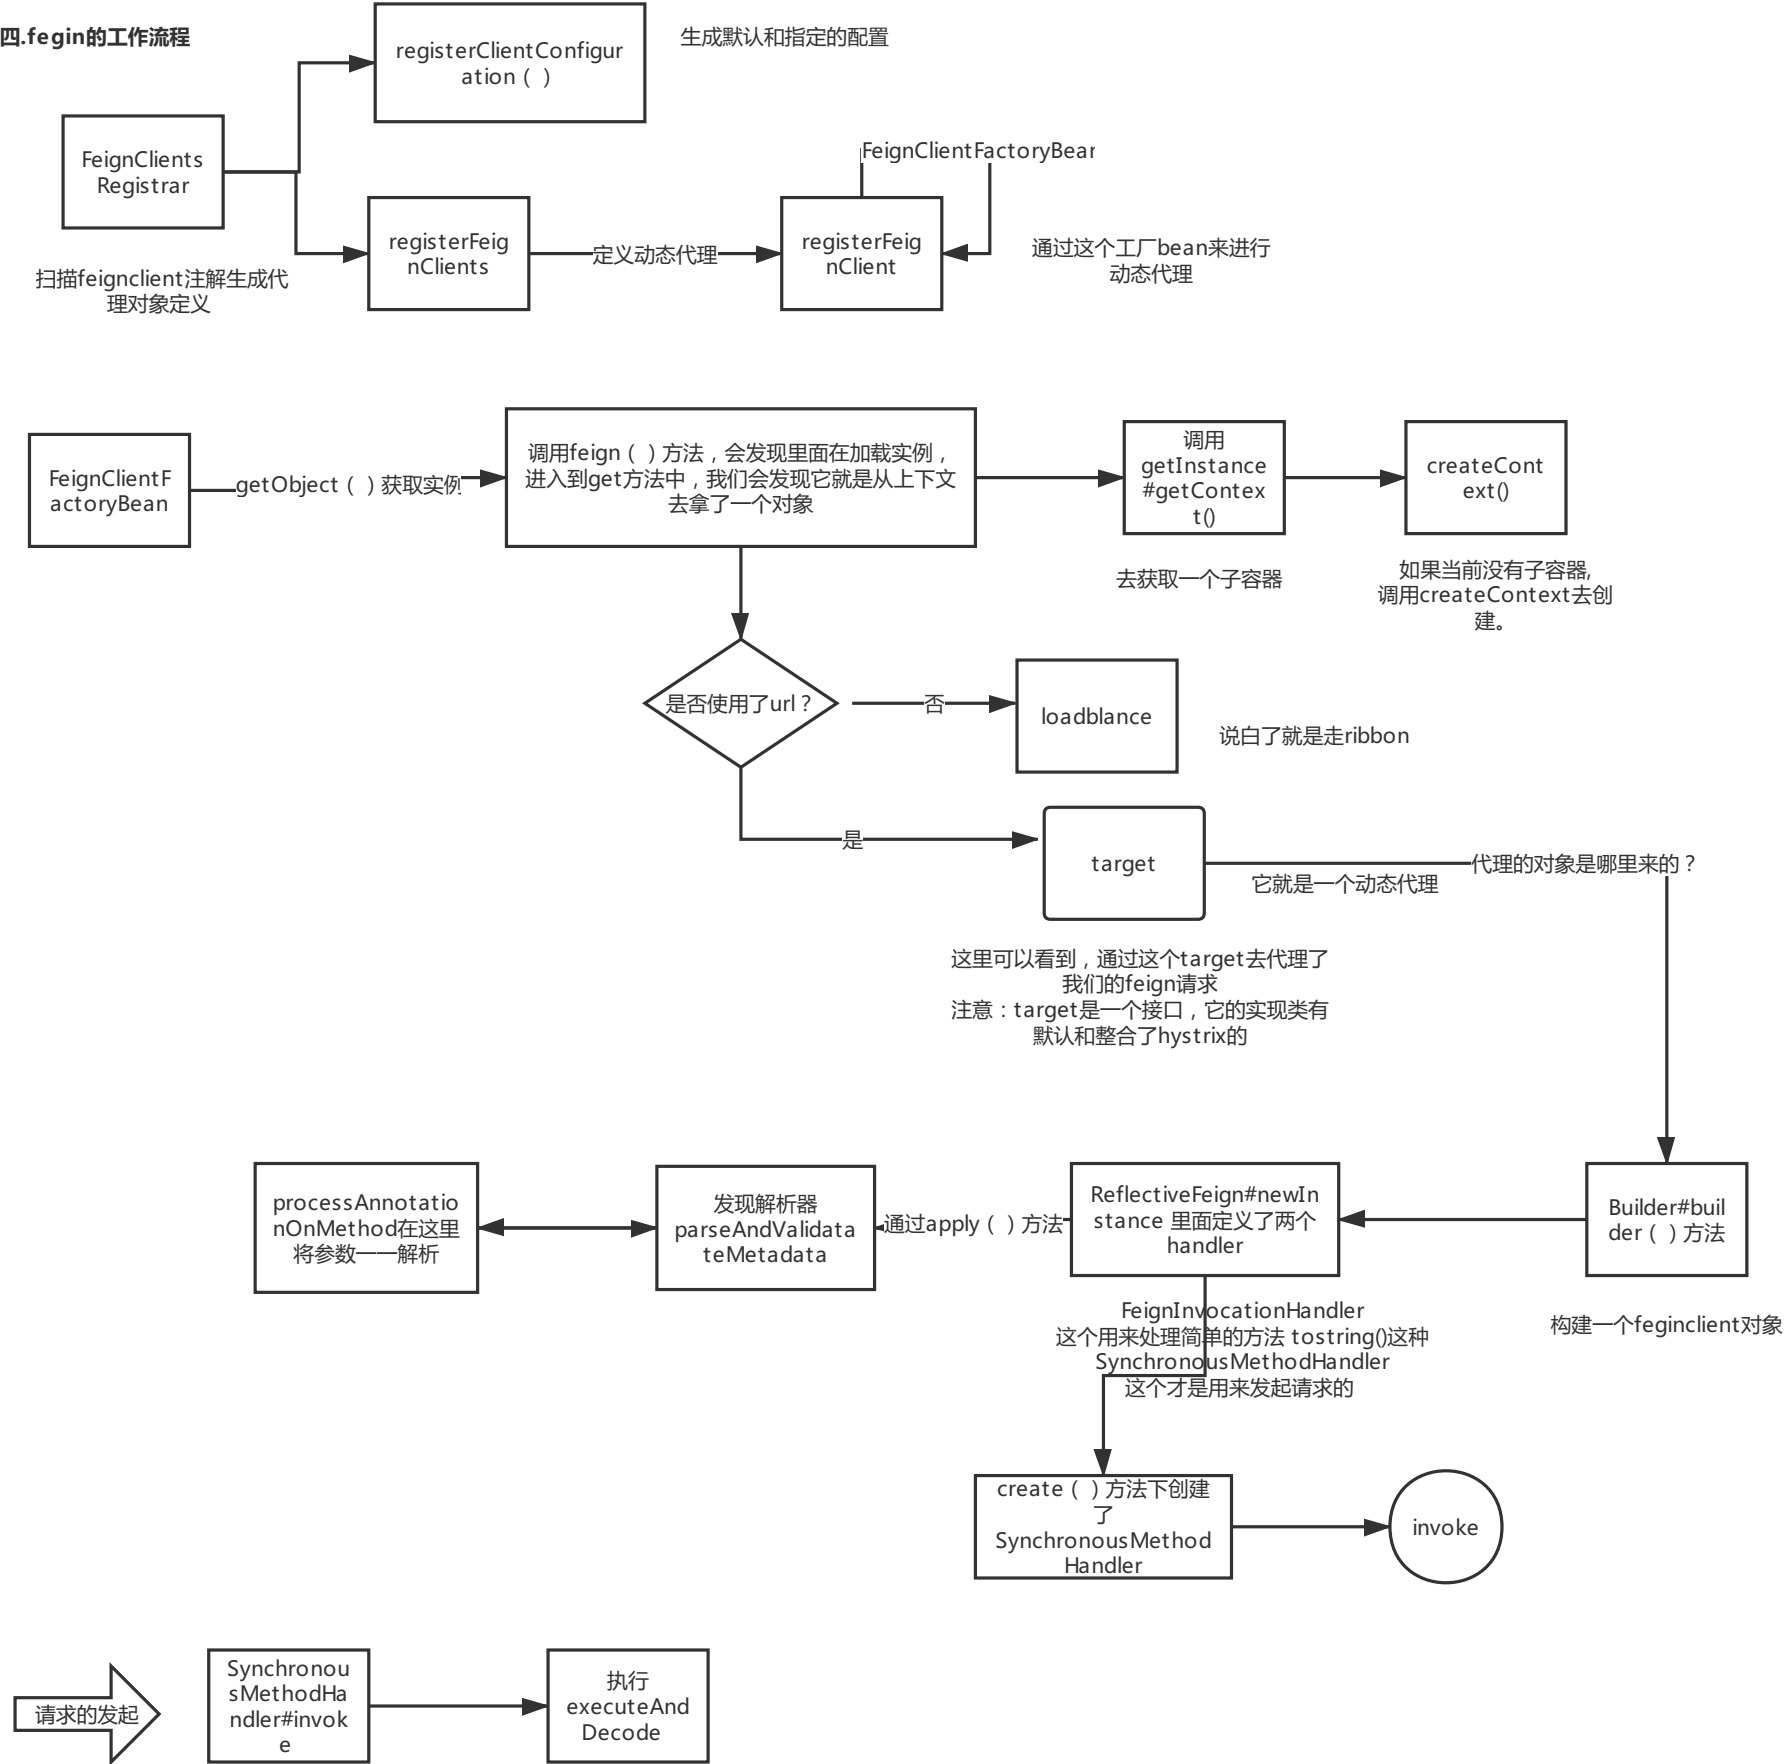 四.fegin的工作流程
registerClientConfigur
ation（ ）
生成默认和指定的配置
FeignClients
Registrar
扫描feignclient注解生成代
理对象定义
registerFeig
nClients
定义动态代理
FeignClientFactoryBean
registerFeig
nClient
通过这个工厂bean来进行
动态代理
FeignClientF
actoryBean
getObject（ ）获取实例
调用feign（ ）方法，会发现里面在加载实例，
进入到get方法中，我们会发现它就是从上下文
去拿了一个对象
调用
getInstance
#getContex
t()
去获取一个子容器
createCont
ext()
如果当前没有子容器,
调用createContext去创
建。
是否使用了url？
否
loadblance
说白了就是走ribbon
是
target
它就是一个动态代理
代理的对象是哪里来的？
这里可以看到，通过这个target去代理了
我们的feign请求
注意：target是一个接口，它的实现类有
默认和整合了hystrix的
processAnnotatio
nOnMethod在这里
将参数一一解析
发现解析器
parseAndValidata
teMetadata
通过apply（ ）方法
ReflectiveFeign#newIn
stance 里面定义了两个
handler
Builder#buil
der（ ）方法
构建一个feginclient对象
FeignInvocationHandler
这个用来处理简单的方法 tostring()这种
SynchronousMethodHandler
这个才是用来发起请求的
create（ ）方法下创建
了
SynchronousMethod
Handler
invoke
请求的发起
Synchronou
sMethodHa
ndler#invok
e
执行
executeAnd
Decode